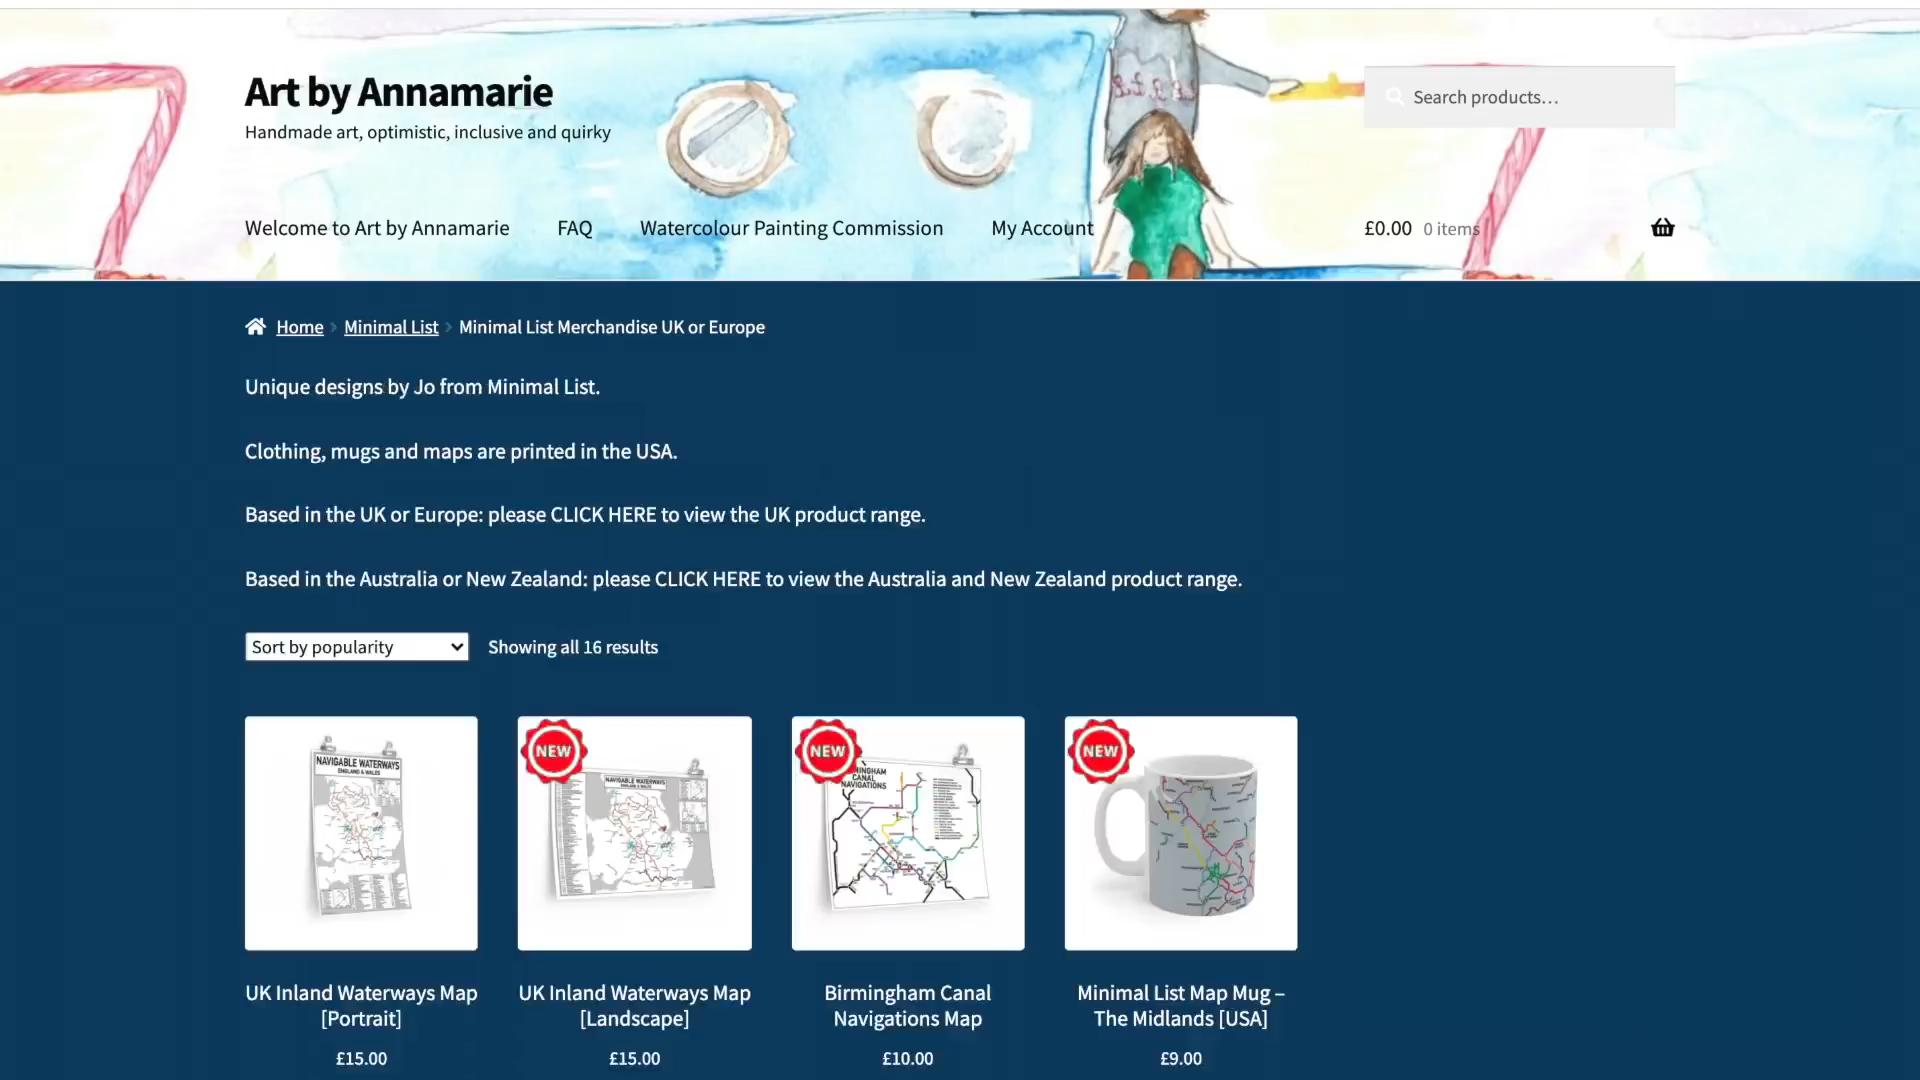 Art by Annamarie
Handmade art, optimistic, inclusive and quirky
Search products…
Welcome to Art by Annamarie
FAQ
Watercolour Painting Commission
My Account
£0.00 0 items
Home › Minimal List › Minimal List Merchandise UK or Europe
Unique designs by Jo from Minimal List.
Clothing, mugs and maps are printed in the USA.
Based in the UK or Europe: please CLICK HERE to view the UK product range.
Based in the Australia or New Zealand: please CLICK HERE to view the Australia and New Zealand product range.
Sort by popularity
Showing all 16 results
NAVIGABLE WATERWAYS
ENGLAND & WALES
UK Inland Waterways Map
[Portrait]
£15.00
NEW
NAVIGABLE WATERWAYS
ENGLAND & WALES
UK Inland Waterways Map
[Landscape]
£15.00
NEW
CANAL
NAVIGATIONS
Birmingham Canal
Navigations Map
£10.00
NEW
Minimal List Map Mug –
The Midlands [USA]
£9.00